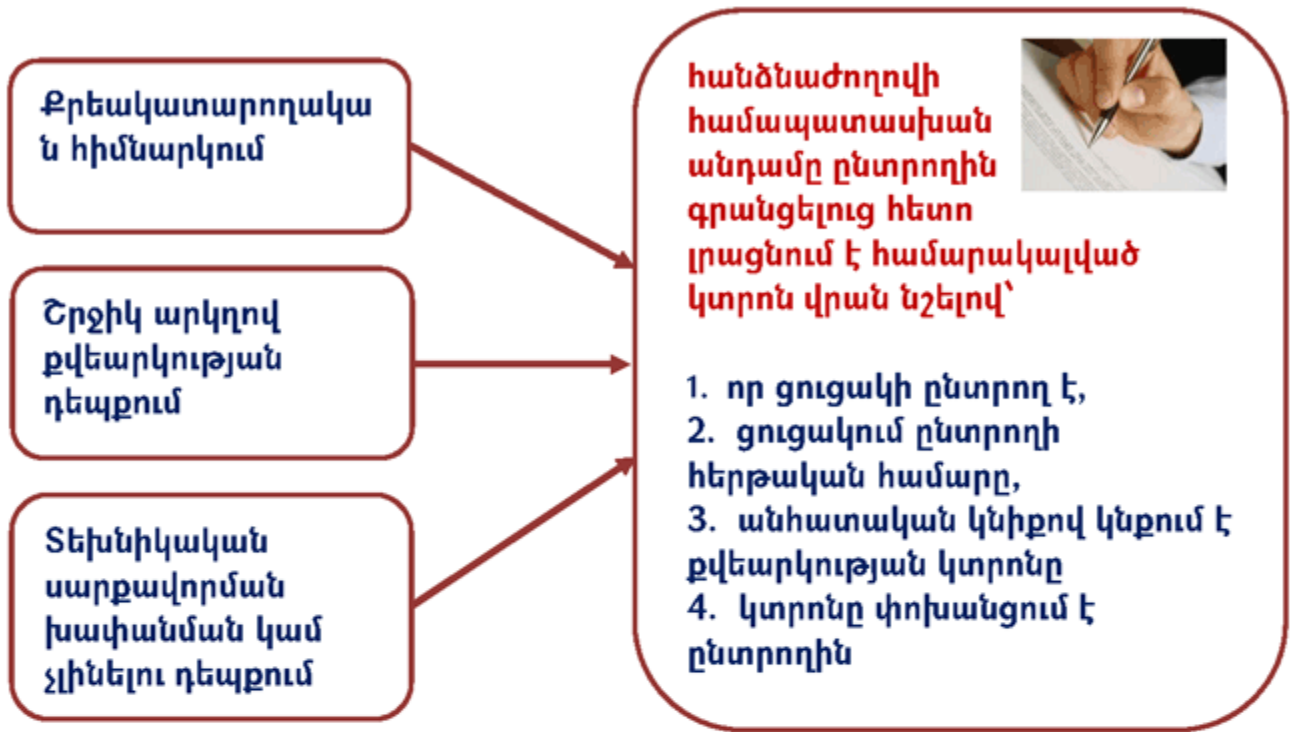 Քրեակատարողակա
ն հիմնարկում
Շրջիկ արկղով
քվեարկության
դեպքում
Տեխնիկական
սարքավորման
խափանման կամ
չլինելու դեպքում
հանձնաժողովի
համապատասխան
անդամը ընտրողին
գրանցելուց հետո
լրացնում է համարակալված
կտրոն վրան նշելով՝
1. որ ցուցակի ընտրող է,
2. ցուցակում ընտրողի
հերթական համարը,
3. անհատական կնիքով կնքում է
քվեարկության կտրոնը
4. կտրոնը փոխանցում է
ընտրողին